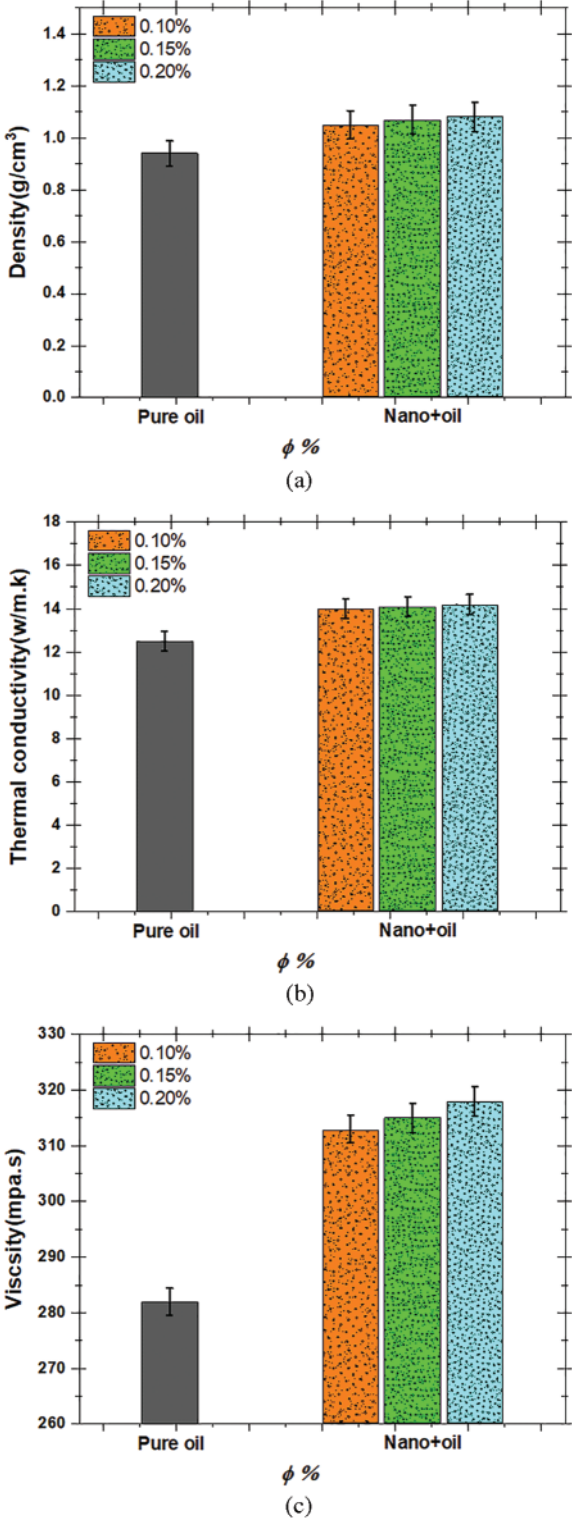 0.10%
0.15%
0.20%
1.4
1.2
1.0
0.8
0.6
0.4
0.2
0.0
Density(g/cm³)
Pure oil Nano+oil
ϕ %
(a)
0.10%
0.15%
0.20%
18
16
14
12
10
8
6
4
2
0
Thermal conductivity(w/m.k)
Pure oil Nano+oil
ϕ %
(b)
0.10%
0.15%
0.20%
330
320
310
300
290
280
270
260
Viscsity(mpa.s)
Pure oil Nano+oil
ϕ %
(c)